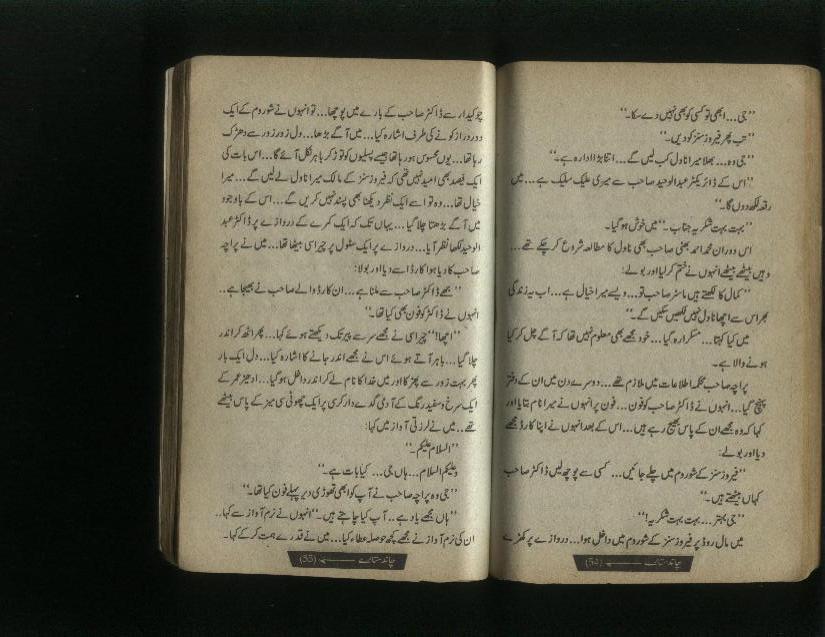 "جی... ابھی تو کسی کو بھی نہیں دے سکا۔"
"تب پھر فیروز سنز کو دیں۔"
"جی وہ... بھلا میرا ناول کب لیں گے... اتنا بڑا ادارہ ہے۔"
"اس کے ڈائریکٹر عبدالوحید صاحب سے میری علیک سلیک ہے... میں
رقعہ لکھ دوں گا۔"
"بہت بہت شکریہ جناب۔" میں خوش ہو گیا۔
اس دوران محمد احمد بھٹی صاحب بھی ناول کا مطالعہ شروع کر چکے تھے...
وہیں بیٹھے بیٹھے انہوں نے ختم کر لیا اور بولے:
"کمال کا لکھتے ہیں ماسٹر صاحب تو... ویسے میرا خیال ہے... اب یہ زندگی
بھر اس سے اچھا ناول نہیں لکھ سکیں گے۔"
میں کیا کہتا... مسکرا کر رہ گیا... خود مجھے بھی معلوم نہیں تھا کہ آگے چل کر کیا
ہونے والا ہے۔
پراچہ صاحب محکمہ اطلاعات میں ملازم تھے... دوسرے دن میں ان کے دفتر
پہنچ گیا... انہوں نے ڈاکٹر صاحب کو فون... فون پر انہوں نے میرا نام بتایا اور
کہا کہ وہ مجھے ان کے پاس بھیج رہے ہیں... اس کے بعد انہوں نے اپنا کارڈ مجھے
دیا اور بولے:
"فیروز سنز کے شوروم میں چلے جائیں... کسی سے پوچھ لیں ڈاکٹر صاحب
کہاں بیٹھتے ہیں۔"
"جی بہتر... بہت بہت شکریہ!"
میں مال روڈ پر فیروز سنز کے شوروم میں داخل ہوا... دروازے پر کھڑے
چاند ستارے (54)
چوکیدار سے ڈاکٹر صاحب کے بارے میں پوچھا... تو انہوں نے شوروم کے ایک
دور دراز کونے کی طرف اشارہ کیا... میں آگے بڑھا... دل زور زور سے دھڑک
رہا تھا... یوں محسوس ہو رہا تھا جیسے پسلیوں کو توڑ کر باہر نکل آئے گا... اس بات کی
ایک فیصد بھی امید نہیں تھی کہ فیروز سنز کے مالک میرا ناول لے لیں گے... میرا
خیال تھا... وہ تو اسے ایک نظر دیکھنا بھی پسند نہیں کریں گے... اس کے باوجود
میں آگے بڑھتا چلا گیا... یہاں تک کہ ایک کمرے کے دروازے پر ڈاکٹر عبد
الوحید لکھا نظر آیا... دروازے پر ایک سٹول پر چپراسی بیٹھا تھا... میں نے پراچہ
صاحب کا دیا ہوا کارڈ اسے دیا اور بولا:
"مجھے ڈاکٹر صاحب سے ملنا ہے... ان کارڈ والے صاحب نے بھیجا ہے...
انہوں نے ڈاکٹر کو فون بھی کیا تھا۔"
"اچھا!" چپراسی نے مجھے سر سے پیر تک دیکھتے ہوئے کہا... پھر اٹھ کر اندر
چلا گیا... باہر آتے ہوئے اس نے مجھے اندر جانے کا اشارہ کیا... دل ایک بار
پھر بہت زور سے پھڑکا اور میں خدا کا نام لے کر اندر داخل ہو گیا... ادھیڑ عمر کے
ایک سرخ و سفید رنگ کے آدمی گدے دار کرسی پر ایک چھوٹی سی میز کے پاس بیٹھے
تھے... میں نے لرزتی آواز میں کہا:
"السلام علیکم۔"
وعلیکم السلام... ہاں جی... کیا بات ہے۔"
"جی وہ پراچہ صاحب نے آپ کو ابھی تھوڑی دیر پہلے فون کیا تھا۔"
"ہاں مجھے یاد ہے.. آپ کیا چاہتے ہیں۔" انہوں نے نرم آواز سے کہا..
ان کی نرم آواز نے مجھے کچھ حوصلہ عطاء کیا... میں نے قدرے ہمت کر کے کہا۔
چاند ستارے (55)